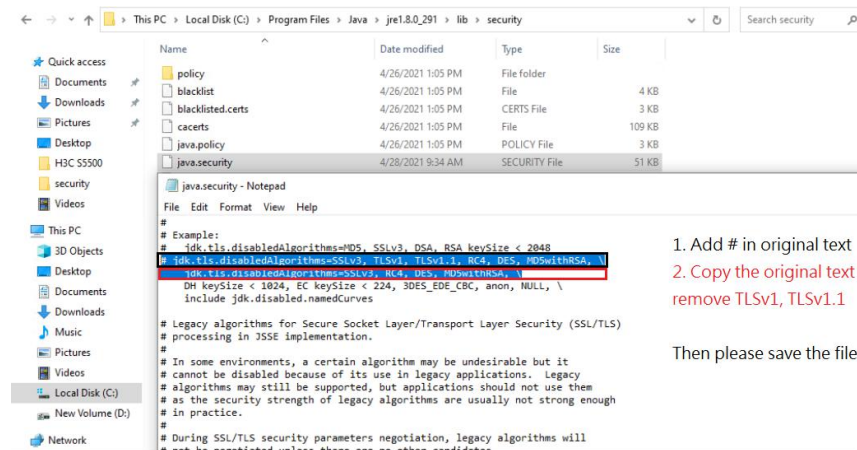 This PC > Local Disk (C:) > Program Files > Java > jre1.8.0_291 > lib > security
Search security
Name Date modified Type Size
Quick access
Documents
Downloads
Pictures
Desktop
H3C S5500
security
Videos
This PC
3D Objects
Desktop
Documents
Downloads
Music
Pictures
Videos
Local Disk (C:)
New Volume (D:)
Network
policy 4/26/2021 1:05 PM File folder
blacklist 4/26/2021 1:05 PM File 4 KB
blacklisted.certs 4/26/2021 1:05 PM CERTS File 3 KB
cacerts 4/26/2021 1:05 PM File 109 KB
java.policy 4/26/2021 1:05 PM POLICY File 3 KB
java.security 4/28/2021 9:34 AM SECURITY File 51 KB
java.security - Notepad
File Edit Format View Help
#
# Example:
#   jdk.tls.disabledAlgorithms=MD5, SSLv3, DSA, RSA keySize < 2048
# jdk.tls.disabledAlgorithms=SSLv3, TLSv1, TLSv1.1, RC4, DES, MD5withRSA, \
jdk.tls.disabledAlgorithms=SSLv3, RC4, DES, MD5withRSA, \
DH keySize < 1024, EC keySize < 224, 3DES_EDE_CBC, anon, NULL, \
include jdk.disabled.namedCurves
# Legacy algorithms for Secure Socket Layer/Transport Layer Security (SSL/TLS)
# processing in JSSE implementation.
#
# In some environments, a certain algorithm may be undesirable but it
# cannot be disabled because of its use in legacy applications.  Legacy
# algorithms may still be supported, but applications should not use them
# as the security strength of legacy algorithms are usually not strong enough
# in practice.
#
# During SSL/TLS security parameters negotiation, legacy algorithms will
# not be negotiated unless there are no other candidates.
1. Add # in original text
2. Copy the original text
remove TLSv1, TLSv1.1
Then please save the file